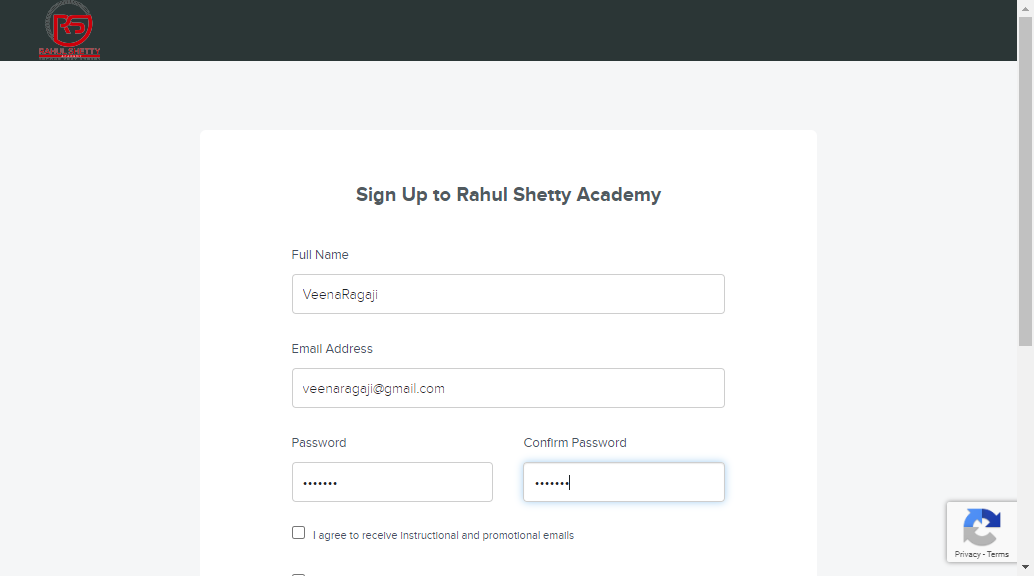 RAHUL SHETTY
Sign Up to Rahul Shetty Academy
Full Name
VeenaRagaji
Email Address
veenaragaji@gmail.com
Password
Confirm Password
•••••••
•••••••
I agree to receive instructional and promotional emails
Privacy - Terms